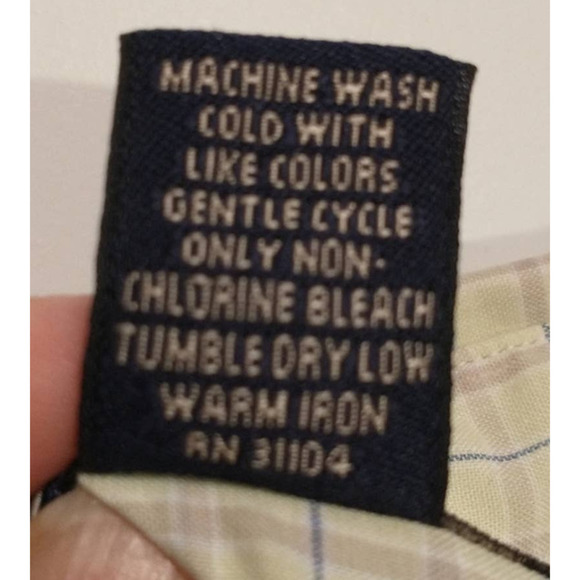 MACHINE WASH
COLD WITH
LIKE COLORS
GENTLE CYCLE
ONLY NON-
CHLORINE BLEACH
TUMBLE DRY LOW
WARM IRON
RN 31104